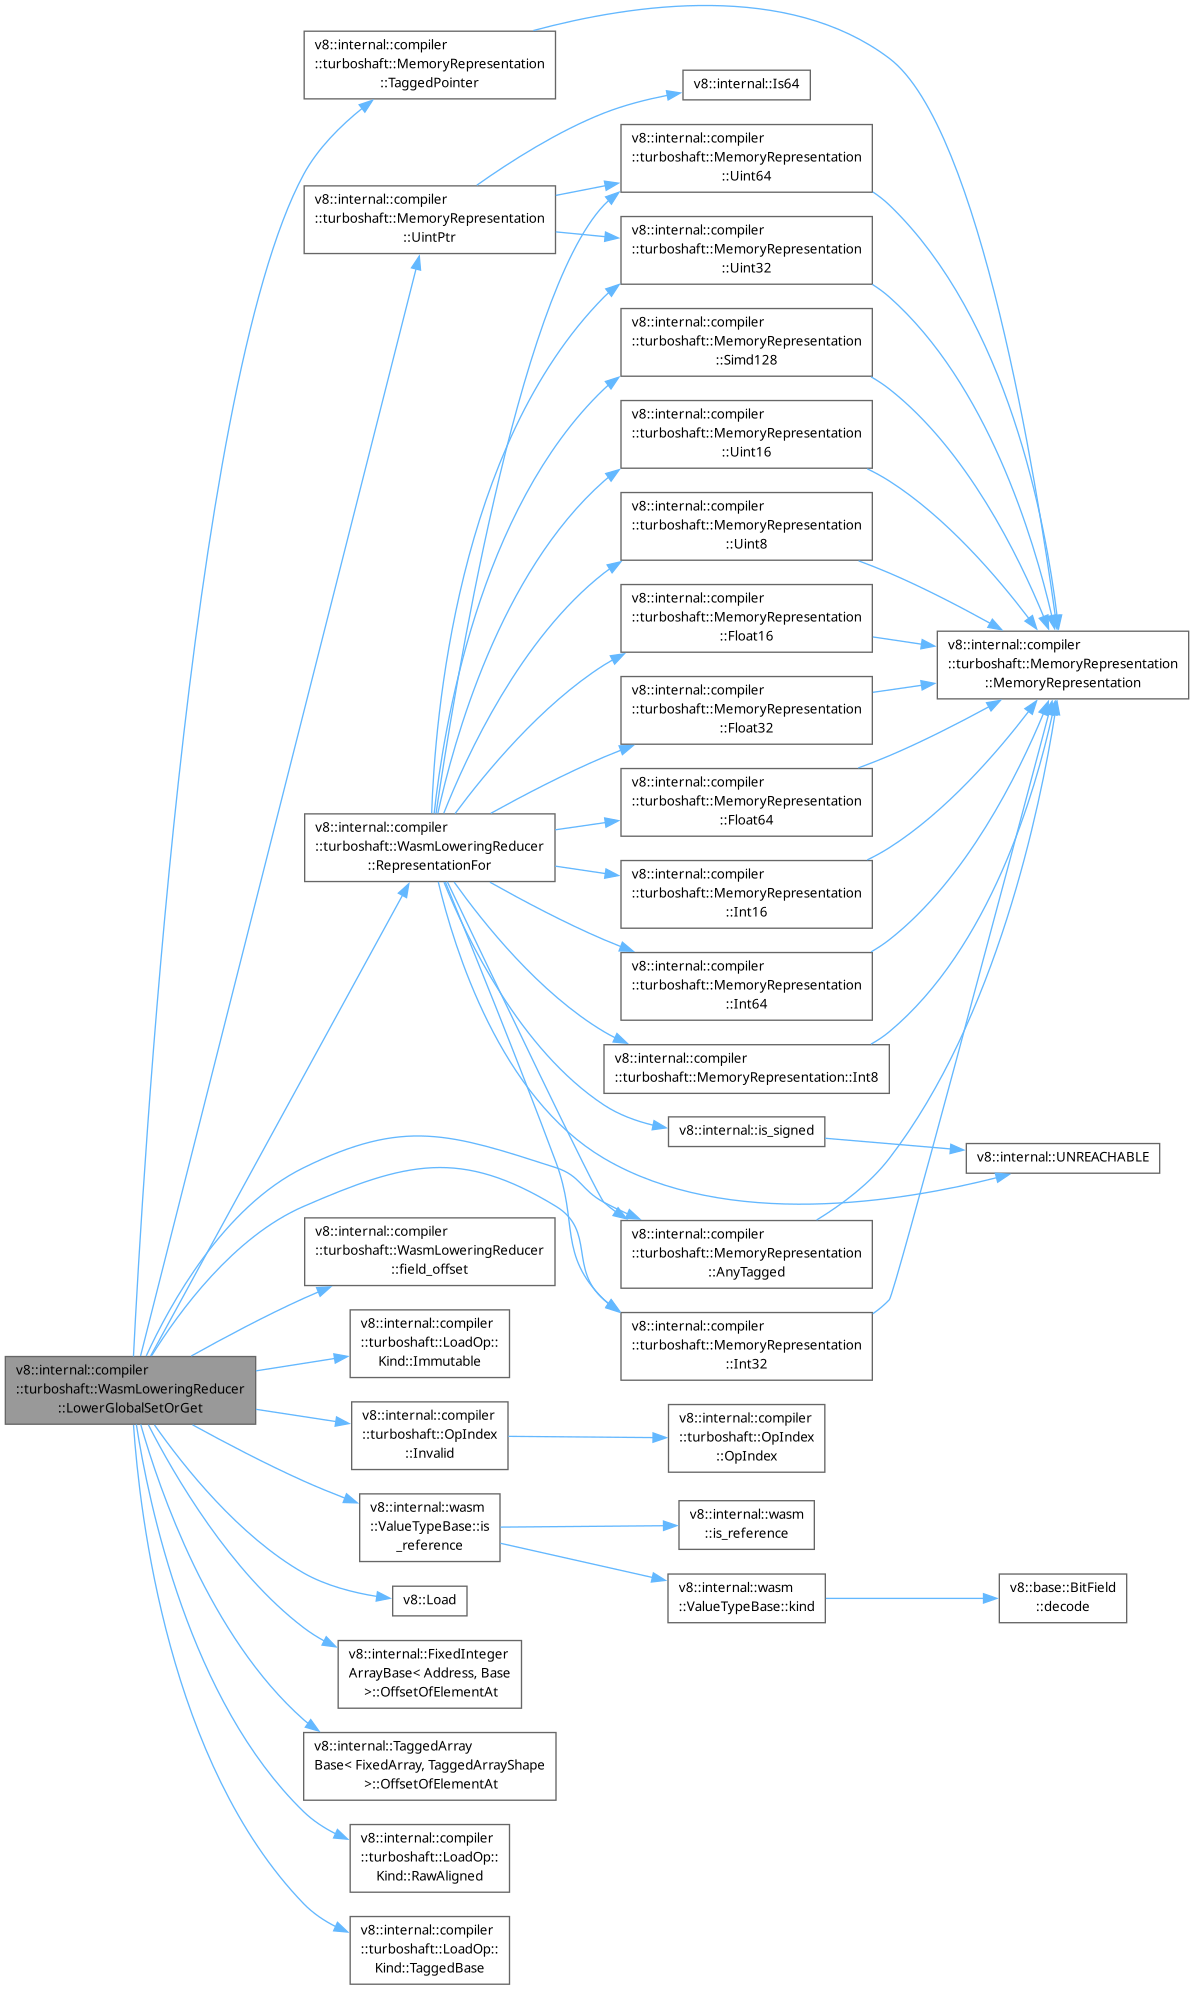 v8::internal::compiler
::turboshaft::MemoryRepresentation
::TaggedPointer
v8::internal::Is64
v8::internal::compiler
::turboshaft::MemoryRepresentation
::Uint64
v8::internal::compiler
::turboshaft::MemoryRepresentation
::UintPtr
v8::internal::compiler
::turboshaft::MemoryRepresentation
::Uint32
v8::internal::compiler
::turboshaft::MemoryRepresentation
::Simd128
v8::internal::compiler
::turboshaft::MemoryRepresentation
::Uint16
v8::internal::compiler
::turboshaft::MemoryRepresentation
::Uint8
v8::internal::compiler
::turboshaft::MemoryRepresentation
::Float16
v8::internal::compiler
::turboshaft::MemoryRepresentation
::MemoryRepresentation
v8::internal::compiler
::turboshaft::MemoryRepresentation
::Float32
v8::internal::compiler
::turboshaft::MemoryRepresentation
::Float64
v8::internal::compiler
::turboshaft::WasmLoweringReducer
::RepresentationFor
v8::internal::compiler
::turboshaft::MemoryRepresentation
::Int16
v8::internal::compiler
::turboshaft::MemoryRepresentation
::Int64
v8::internal::compiler
::turboshaft::MemoryRepresentation::Int8
v8::internal::is_signed
v8::internal::UNREACHABLE
v8::internal::compiler
::turboshaft::WasmLoweringReducer
::field_offset
v8::internal::compiler
::turboshaft::MemoryRepresentation
::AnyTagged
v8::internal::compiler
::turboshaft::LoadOp::
Kind::Immutable
v8::internal::compiler
::turboshaft::MemoryRepresentation
::Int32
v8::internal::compiler
::turboshaft::WasmLoweringReducer
::LowerGlobalSetOrGet
v8::internal::compiler
::turboshaft::OpIndex
::Invalid
v8::internal::compiler
::turboshaft::OpIndex
::OpIndex
v8::internal::wasm
::ValueTypeBase::is
_reference
v8::internal::wasm
::is_reference
v8::internal::wasm
::ValueTypeBase::kind
v8::base::BitField
::decode
v8::Load
v8::internal::FixedInteger
ArrayBase< Address, Base
>::OffsetOfElementAt
v8::internal::TaggedArray
Base< FixedArray, TaggedArrayShape
>::OffsetOfElementAt
v8::internal::compiler
::turboshaft::LoadOp::
Kind::RawAligned
v8::internal::compiler
::turboshaft::LoadOp::
Kind::TaggedBase